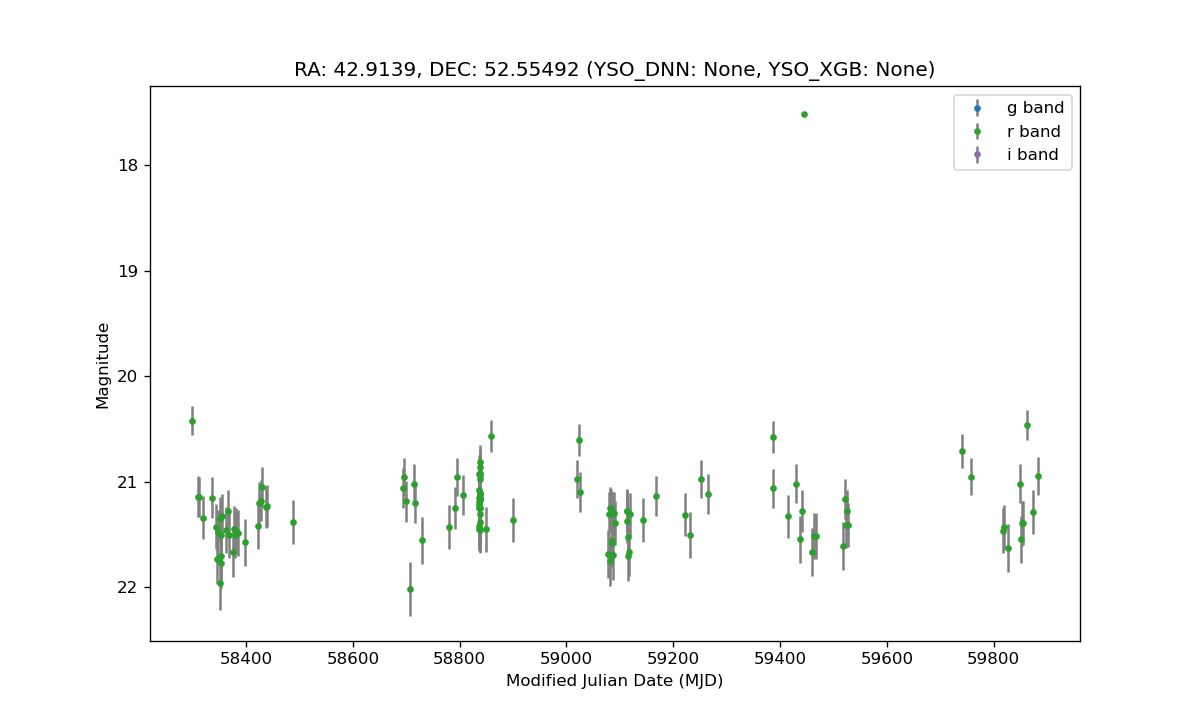 RA: 42.9139, DEC: 52.55492 (YSO_DNN: None, YSO_XGB: None)
g band
r band
i band
Magnitude
18
19
20
21
22
58400 58600 58800 59000 59200 59400 59600 59800
Modified Julian Date (MJD)